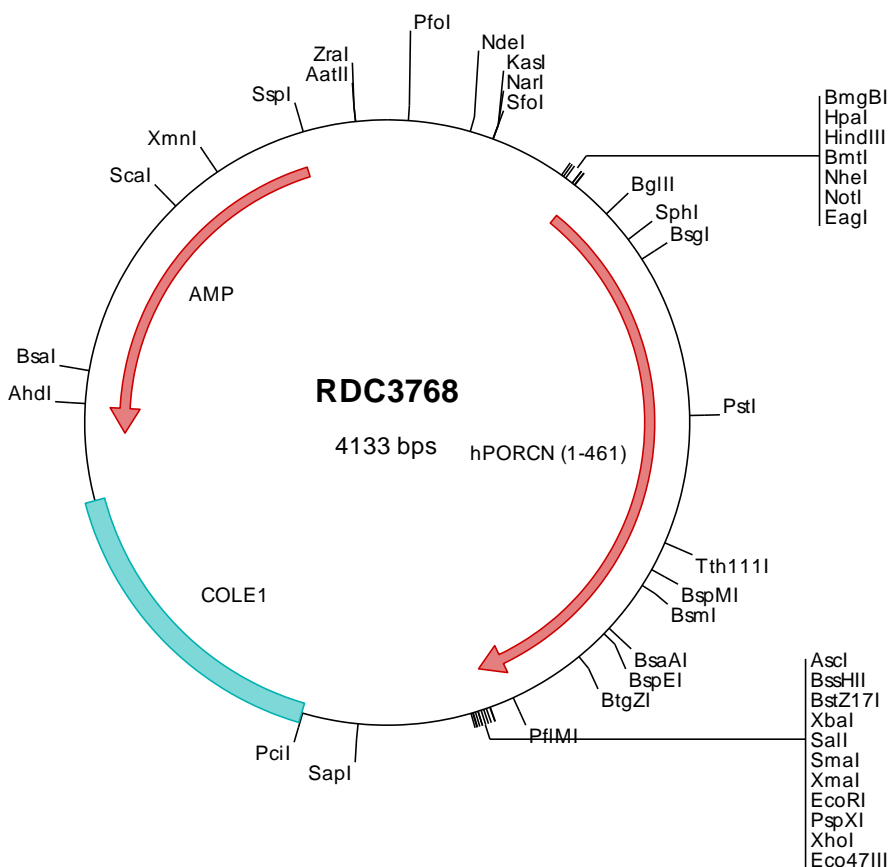 PfoI
NdeI
ZraI
KasI
AatII
NarI
SspI
SfoI
BmgBI
HpaI
HindIII
BmtI
NheI
NotI
EagI
XmnI
ScaI
BglII
SphI
BsgI
AMP
BsaI
AhdI
RDC3768
4133 bps
hPORCN (1-461)
PstI
Tth111I
BspMI
BsmI
COLE1
BsaAI
BspEI
BtgZI
PflMI
PciI
SapI
AscI
BssHII
BstZ17I
XbaI
SalI
SmaI
XmaI
EcoRI
PspXI
XhoI
Eco47III